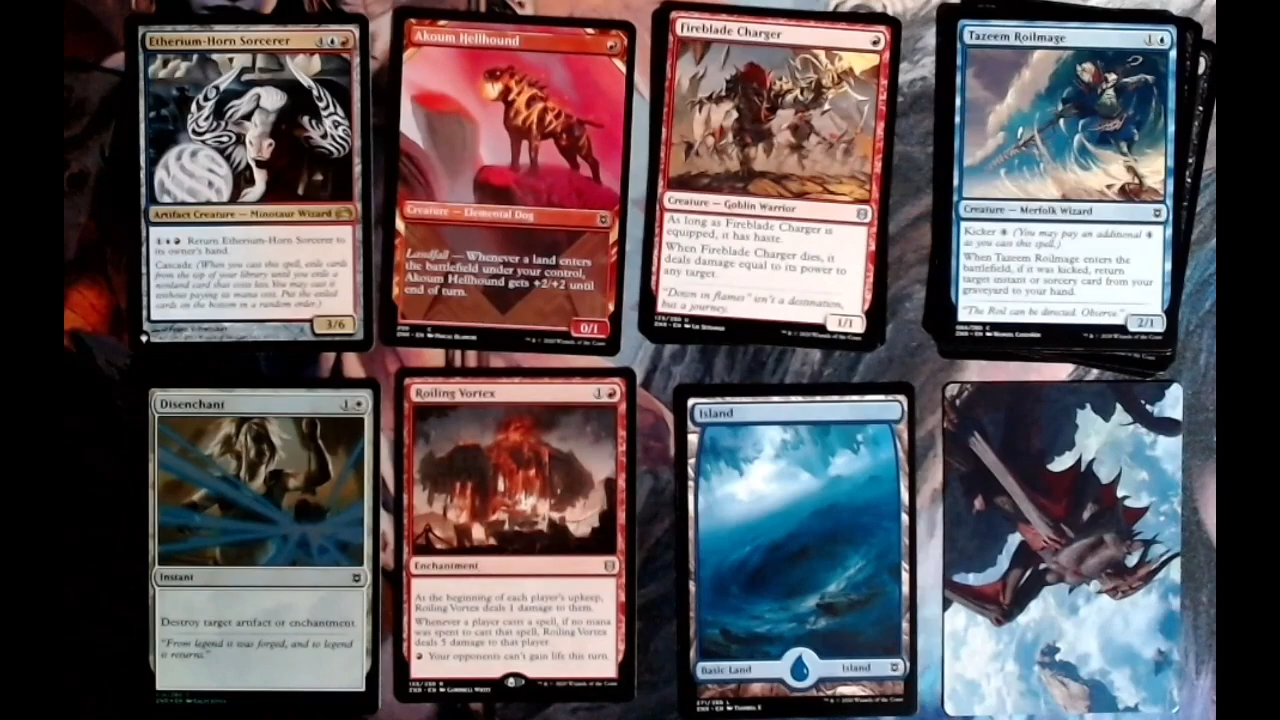 Etherium-Horn Sorcerer
Artifact Creature — Minotaur Wizard
Return Etherium-Horn Sorcerer to
its owner's hand.
Cascade (When you cast this spell, exile cards
from the top of your library until you exile a
nonland card that costs less. You may cast it
without paying its mana cost. Put the exiled
cards on the bottom in a random order.)
3/6
Akoum Hellhound
Creature — Elemental Dog
Landfall — Whenever a land enters
the battlefield under your control,
Akoum Hellhound gets +2/+2 until
end of turn.
0/1
Fireblade Charger
Creature — Goblin Warrior
As long as Fireblade Charger is
equipped, it has haste.
When Fireblade Charger dies, it
deals damage equal to its power to
any target.
"Down in flames" isn't a destination,
but a journey.
1/1
Tazeem Roilmage
1
Creature — Merfolk Wizard
Kicker (You may pay an additional
as you cast this spell.)
When Tazeem Roilmage enters the
battlefield, if it was kicked, return
target instant or sorcery card from your
graveyard to your hand.
"The Roil can be directed. Observe."
2/1
Disenchant
1
Instant
Destroy target artifact or enchantment.
"From legend it was forged, and to legend
it returns."
Roiling Vortex
1
Enchantment
At the beginning of each player's upkeep,
Roiling Vortex deals 1 damage to them.
Whenever a player casts a spell, if no mana
was spent to cast that spell, Roiling Vortex
deals 5 damage to that player.
Your opponents can't gain life this turn.
Island
Basic Land
Island